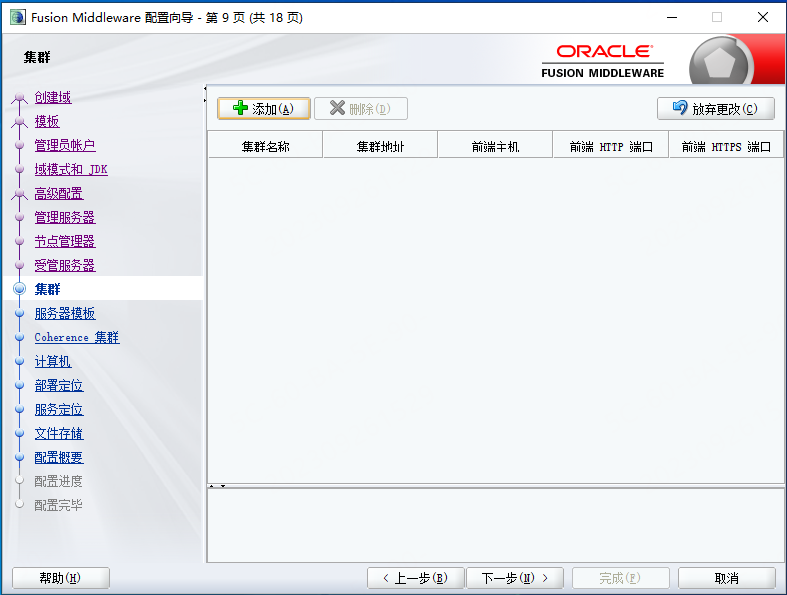 Fusion Middleware 配置向导 - 第 9 页 (共 18 页)
集群
ORACLE
FUSION MIDDLEWARE
创建域
模板
管理员帐户
域模式和 JDK
高级配置
管理服务器
节点管理器
受管服务器
集群
服务器模板
Coherence 集群
计算机
部署定位
服务定位
文件存储
配置概要
配置进度
配置完毕
添加(A) 删除(D) 放弃更改(C)
集群名称 集群地址 前端主机 前端 HTTP 端口 前端 HTTPS 端口
帮助(H) < 上一步(B) 下一步(N) > 完成(F) 取消